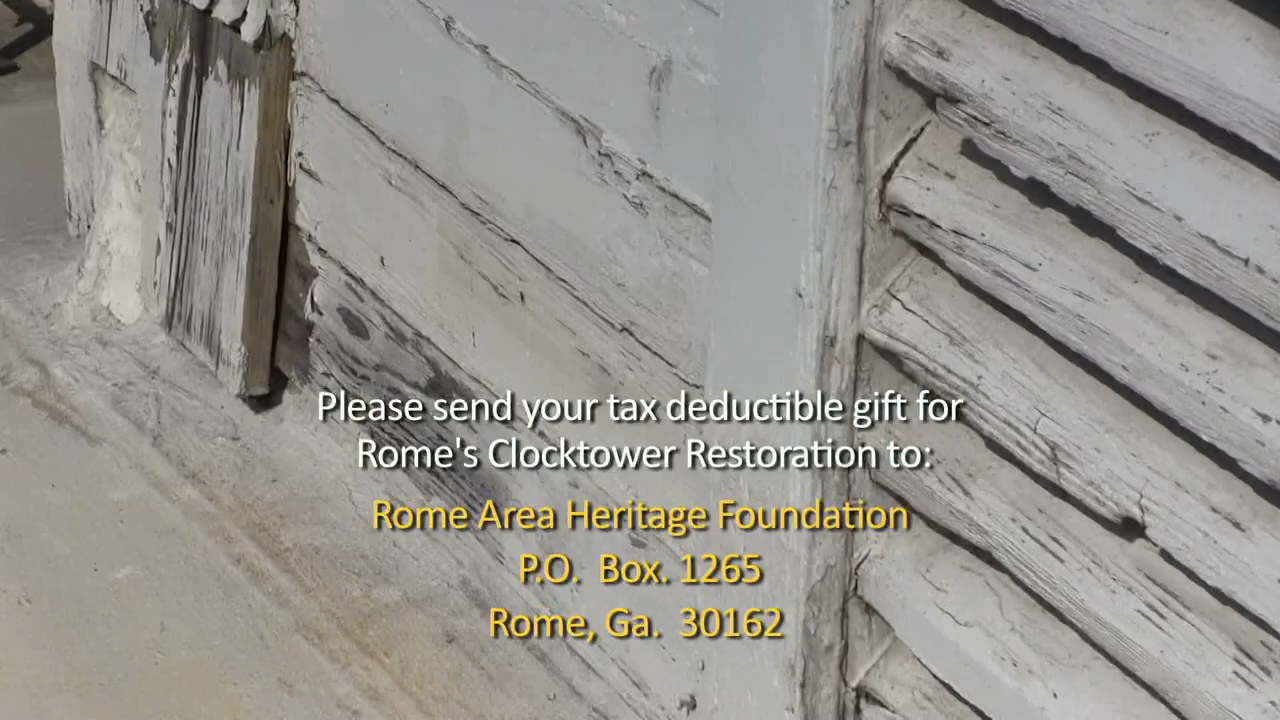 Please send your tax deductible gift for
Rome's Clocktower Restoration to:
Rome Area Heritage Foundation
P.O. Box. 1265
Rome, Ga. 30162